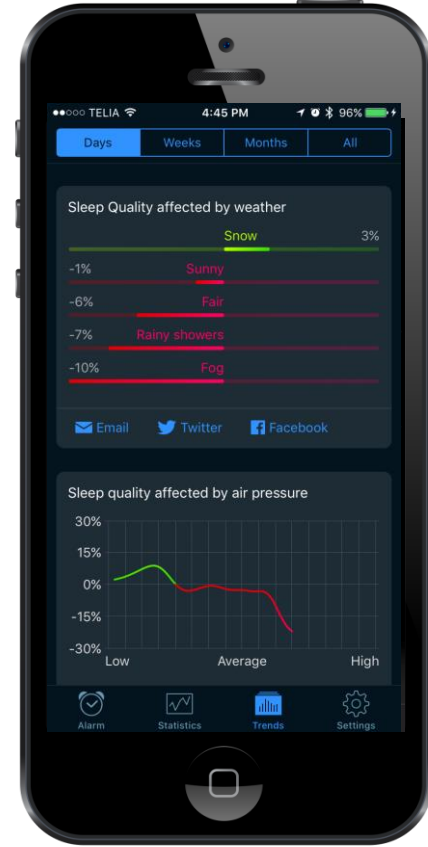 TELIA 4:45 PM 96%
Days Weeks Months All
Sleep Quality affected by weather
Snow 3%
-1% Sunny
-6% Fair
-7% Rainy showers
-10% Fog
Email Twitter Facebook
Sleep quality affected by air pressure
30%
15%
0%
-15%
-30%
Low Average High
Alarm Statistics Trends Settings